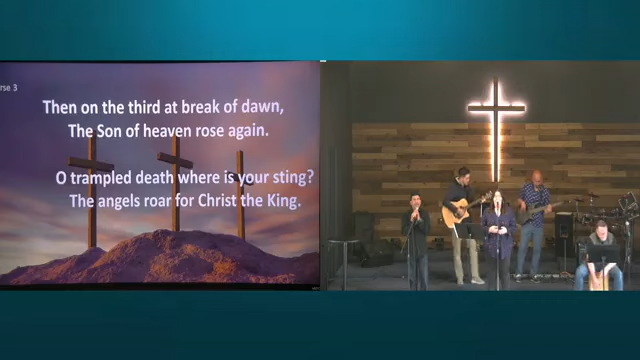 rse 3
Then on the third at break of dawn,
The Son of heaven rose again.
O trampled death where is your sting?
The angels roar for Christ the King.